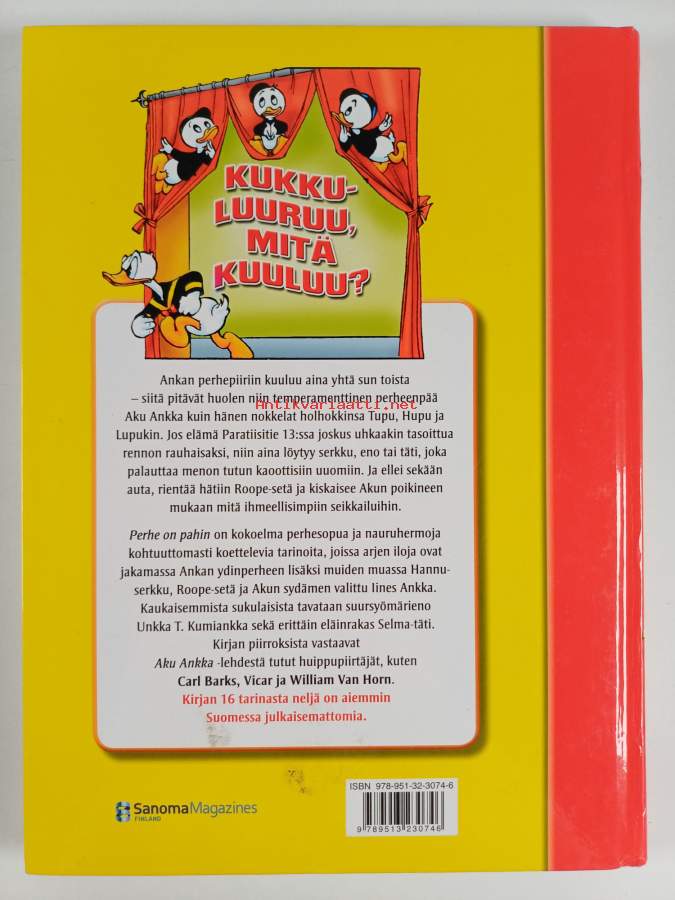 KUKKU-
LUURUU,
MITÄ
KUULUU?
Ankan perhepiiriin kuuluu aina yhtä sun toista
– siitä pitävät huolen niin temperamenttinen perheenpää
Antikvariaatti.net
Aku Ankka kuin hänen nokkelat holhokkinsa Tupu, Hupu ja
Lupukin. Jos elämä Paratiisitie 13:ssa joskus uhkaakin tasoittua
rennon rauhaisaksi, niin aina löytyy serkku, eno tai täti, joka
palauttaa menon tutun kaoottisiin uuomiin. Ja ellei sekään
auta, rientää hätiin Roope-setä ja kiskaisee Akun poikineen
mukaan mitä ihmeellisimpiin seikkailuihin.
Perhe on pahin on kokoelma perhesopua ja nauruhermoja
kohtuuttomasti koettelevia tarinoita, joissa arjen iloja ovat
jakamassa Ankan ydinperheen lisäksi muiden muassa Hannu-
serkku, Roope-setä ja Akun sydämen valittu Iines Ankka.
Kaukaisemmista sukulaisista tavataan suursyömärieno
Unkka T. Kumiankka sekä erittäin eläinrakas Selma-täti.
Kirjan piirroksista vastaavat
Aku Ankka -lehdestä tutut huippupiirtäjät, kuten
Carl Barks, Vicar ja William Van Horn.
Kirjan 16 tarinasta neljä on aiemmin
Suomessa julkaisemattomia.
ISBN 978-951-32-3074-6
9 789513 230746
SanomaMagazines
FINLAND